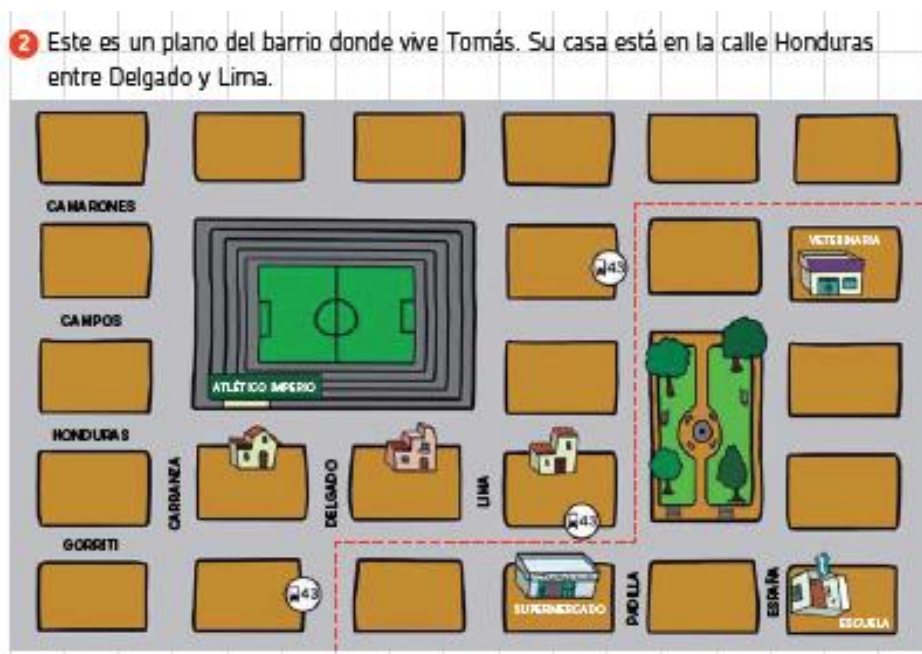 2 Este es un plano del barrio donde vive Tomás. Su casa está en la calle Honduras
entre Delgado y Lima.
CAMARONES
VETERINARIA
43
CAMPOS
ATLÉTICO IMPERIO
HONDURAS
CARRANZA
DELGADO
LIMA
43
GORRITI
43
SUPERMERCADO
PADILLA
ESPAÑA
ESCUELA